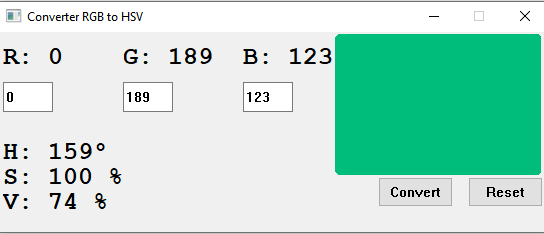 Converter RGB to HSV
R: 0 G: 189 B: 123
0 189 123
H: 159°
S: 100 %
V: 74 %
Convert Reset